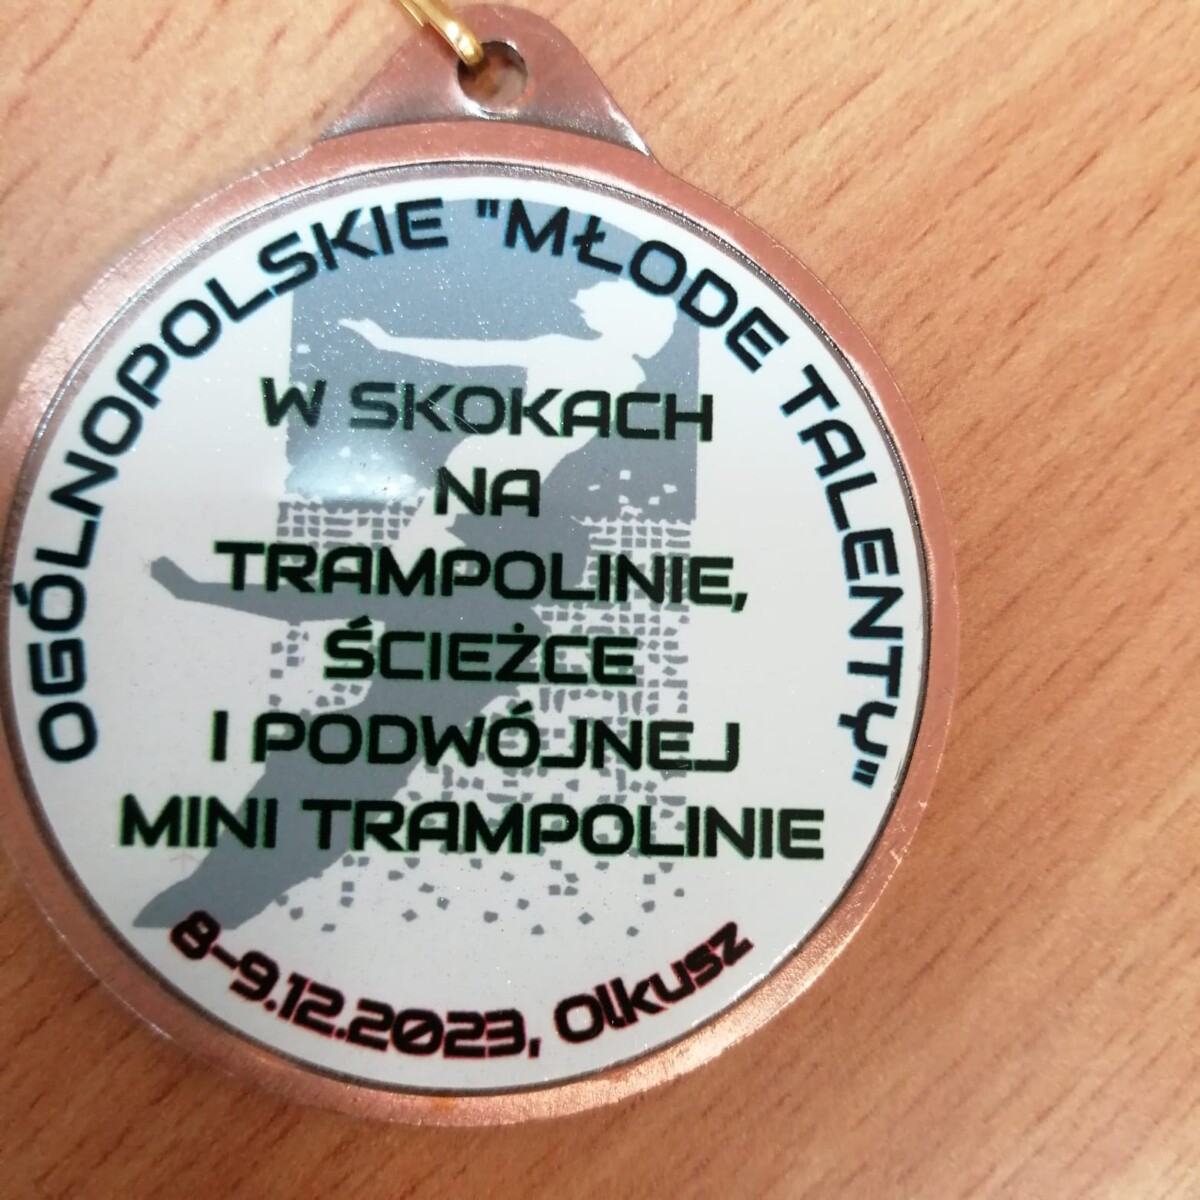 OGÓLNOPOLSKIE "MŁODE TALENTY"
W SKOKACH
NA
TRAMPOLINIE,
ŚCIEŻCE
I PODWÓJNEJ
MINI TRAMPOLINIE
8-9.12.2023, Olkusz